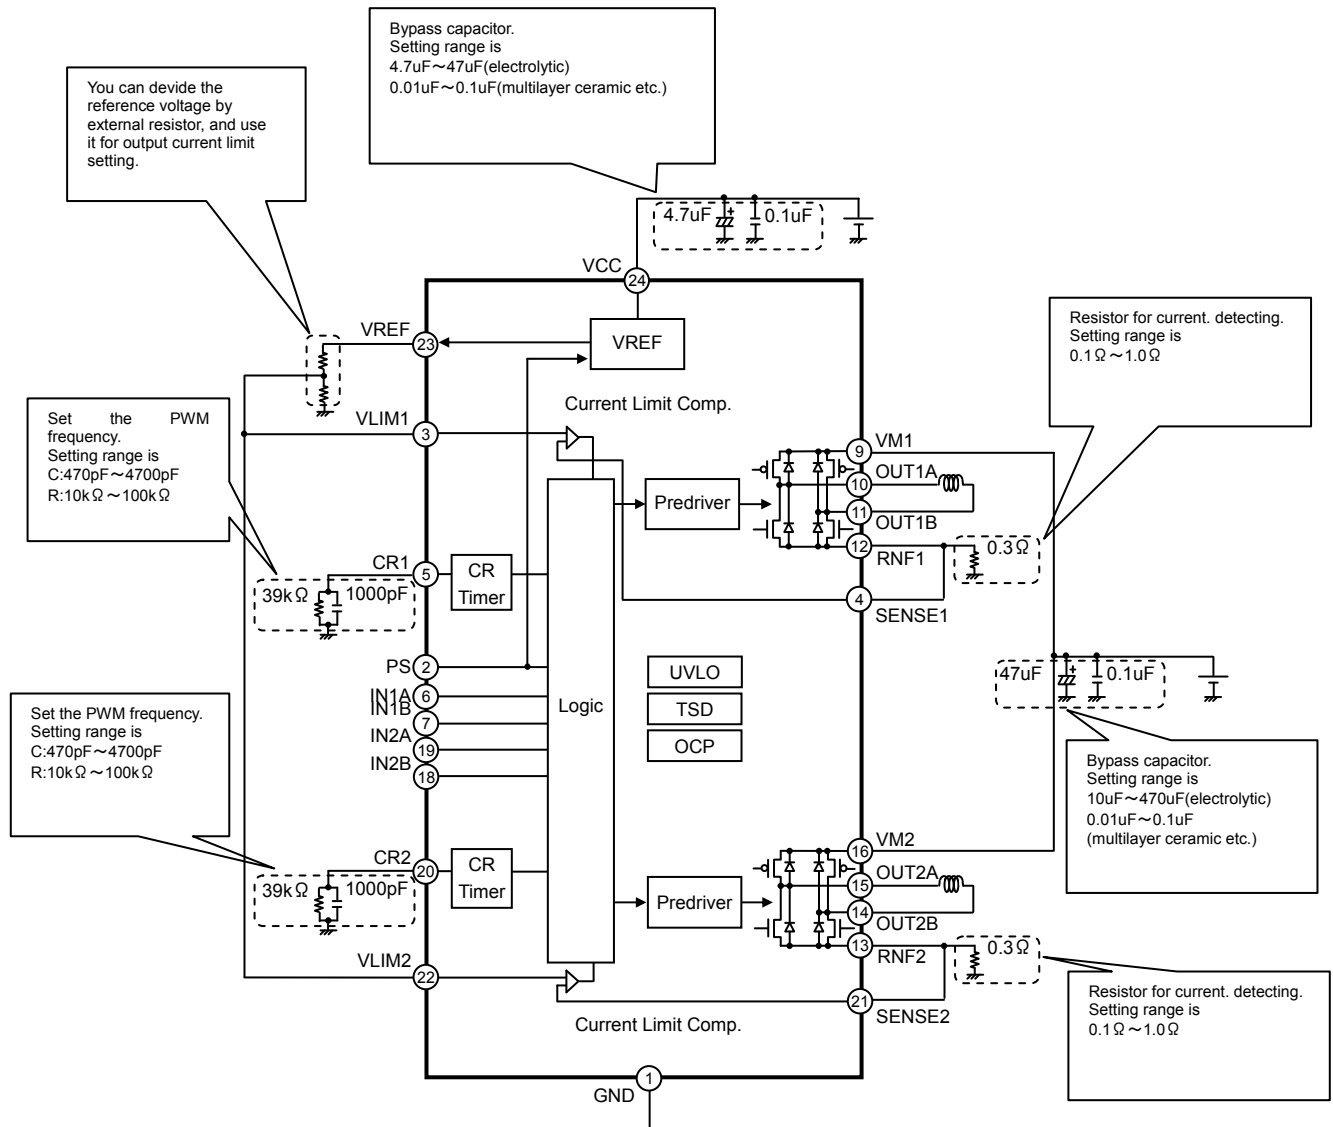 Bypass capacitor.
Setting range is
4.7uF～47uF(electrolytic)
0.01uF～0.1uF(multilayer ceramic etc.)
You can devide the
reference voltage by
external resistor, and use
it for output current limit
setting.
4.7uF
+
0.1uF
VCC
24
VREF
23
VREF
Resistor for current. detecting.
Setting range is
0.1Ω～1.0Ω
Current Limit Comp.
Set the PWM
frequency.
Setting range is
C:470pF～4700pF
R:10kΩ～100kΩ
VLIM1
3
9
VM1
OUT1A
10
Predriver
11
OUT1B
12
RNF1
0.3Ω
CR1
5
CR
Timer
39kΩ
1000pF
4
SENSE1
PS
2
IN1A
6
IN1B
7
IN2A
19
IN2B
18
Logic
UVLO
TSD
OCP
47uF
+
0.1uF
Set the PWM frequency.
Setting range is
C:470pF～4700pF
R:10kΩ～100kΩ
Bypass capacitor.
Setting range is
10uF～470uF(electrolytic)
0.01uF～0.1uF
(multilayer ceramic etc.)
CR2
20
CR
Timer
39kΩ
1000pF
16
VM2
OUT2A
15
Predriver
14
OUT2B
13
RNF2
0.3Ω
VLIM2
22
21
SENSE2
Current Limit Comp.
Resistor for current. detecting.
Setting range is
0.1Ω～1.0Ω
GND
1